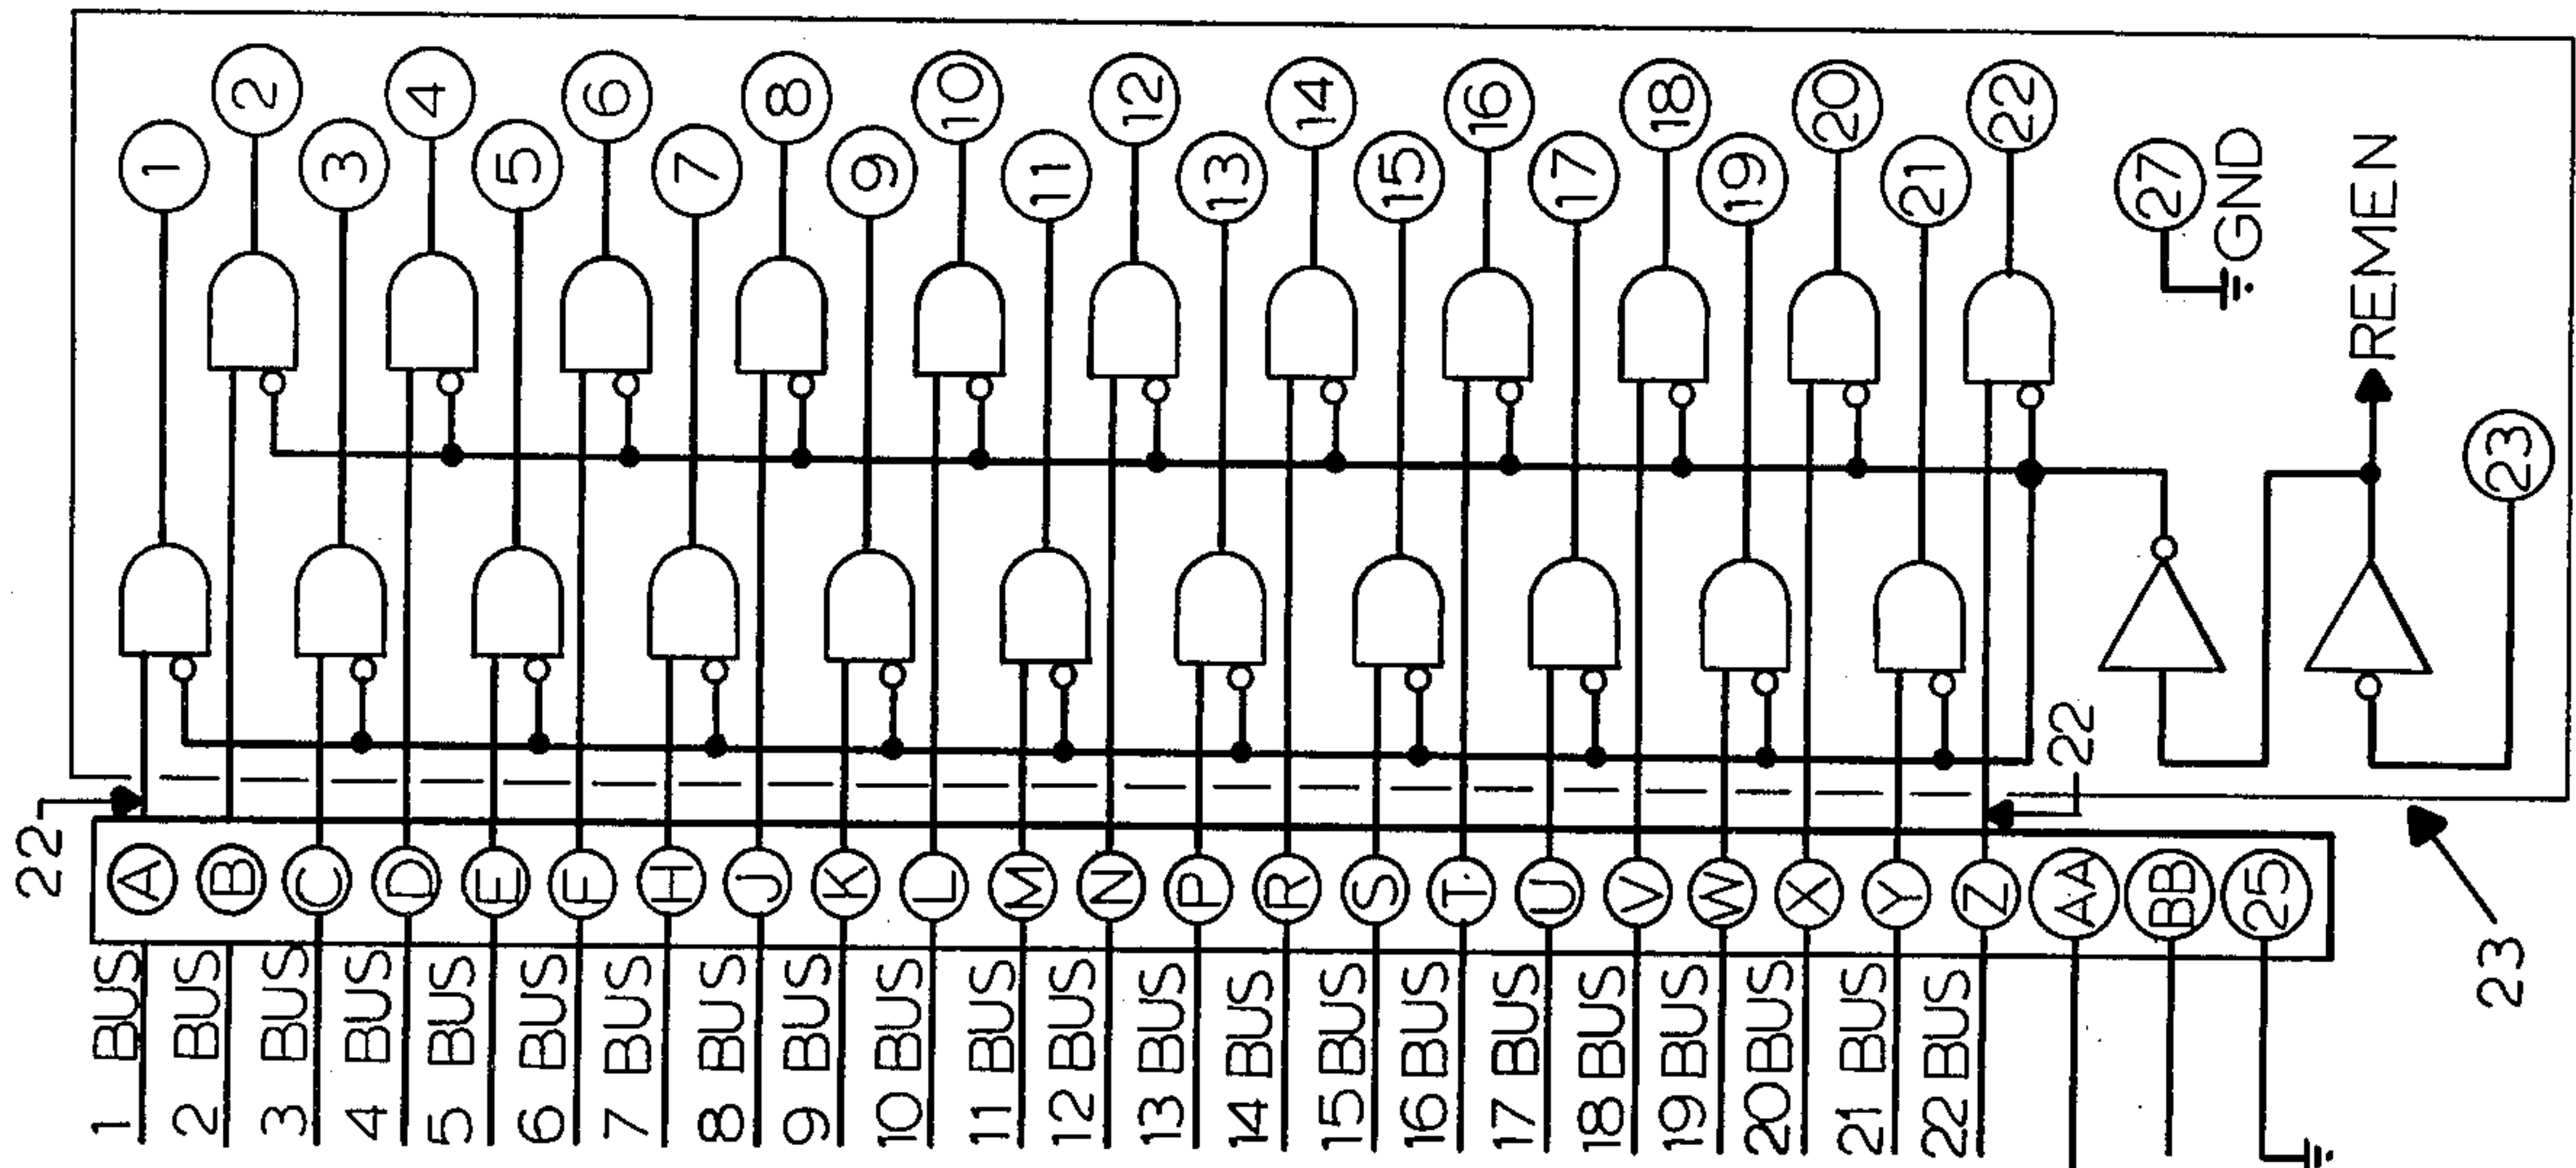 1 BUS
2 BUS
3 BUS
4 BUS
5 BUS
6 BUS
7 BUS
8 BUS
9 BUS
10 BUS
11 BUS
12 BUS
13 BUS
14 BUS
15 BUS
16 BUS
17 BUS
18 BUS
19 BUS
20 BUS
21 BUS
22 BUS
A
B
C
D
E
F
H
J
K
L
M
N
P
R
S
T
U
V
W
X
Y
Z
AA
BB
25
22
22
23
1
2
3
4
5
6
7
8
9
10
11
12
13
14
15
16
17
18
19
20
21
22
27
GND
REMEN
23